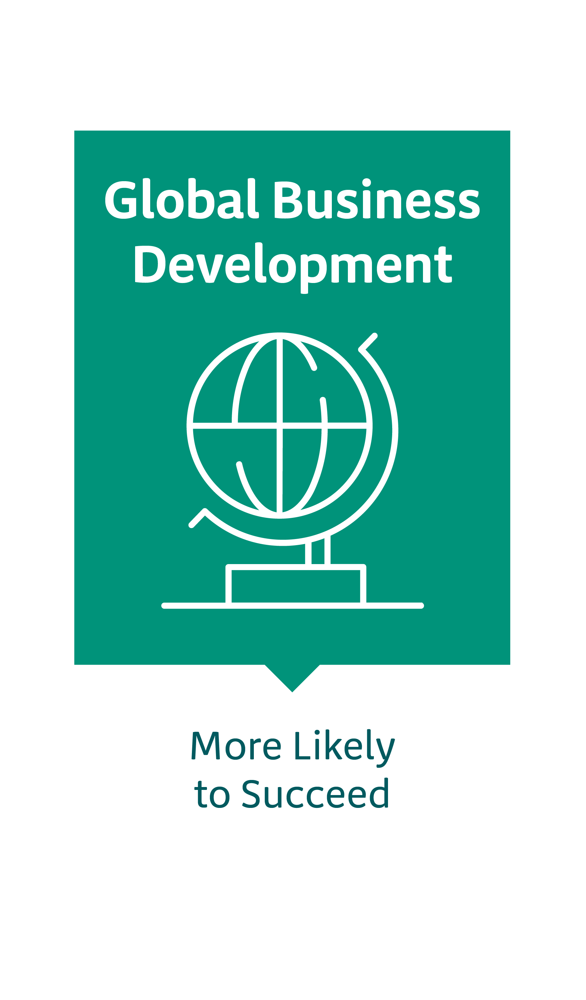 Global Business
Development
More Likely
to Succeed